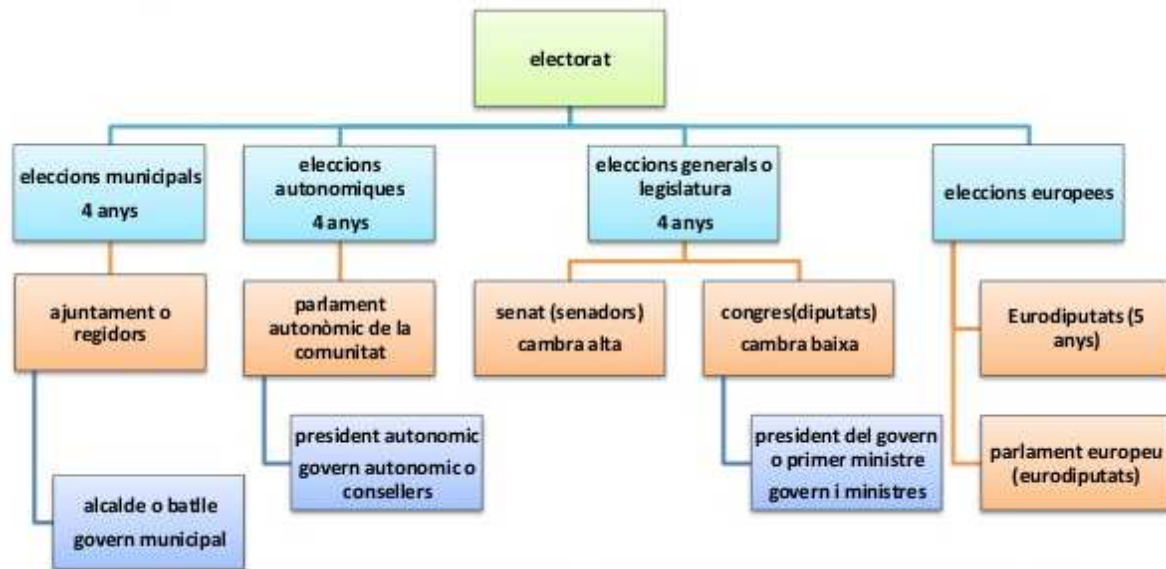 electorat
eleccions municipals
4 anys
eleccions
autonomiques
4 anys
eleccions generals o
legislatura
4 anys
eleccions europees
ajuntament o
regidors
parlament
autonòmic de la
comunitat
senat (senadors)
cambra alta
congres(diputats)
cambra baixa
Eurodiputats (5
anys)
alcalde o batlle
govern municipal
president autonomic
govern autonomic o
consellers
president del govern
o primer ministre
govern i ministres
parlament europeu
(eurodiputats)